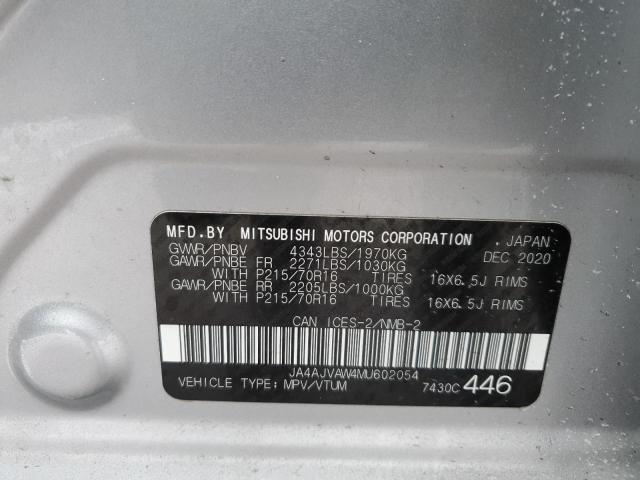 MFD.BY MITSUBISHI MOTORS CORPORATION , JAPAN
GVWR/PNBV 4343LBS/1970KG DEC 2020
GAWR/PNBE FR 2271LBS/1030KG
WITH P215/70R16 TIRES 16X6.5J RIMS
GAWR/PNBE RR 2205LBS/1000KG
WITH P215/70R16 TIRES 16X6.5J RIMS
CAN ICES-2/NMB-2
JA4AJVAW4MU602054
VEHICLE TYPE:MPV/VTUM 7430C 446